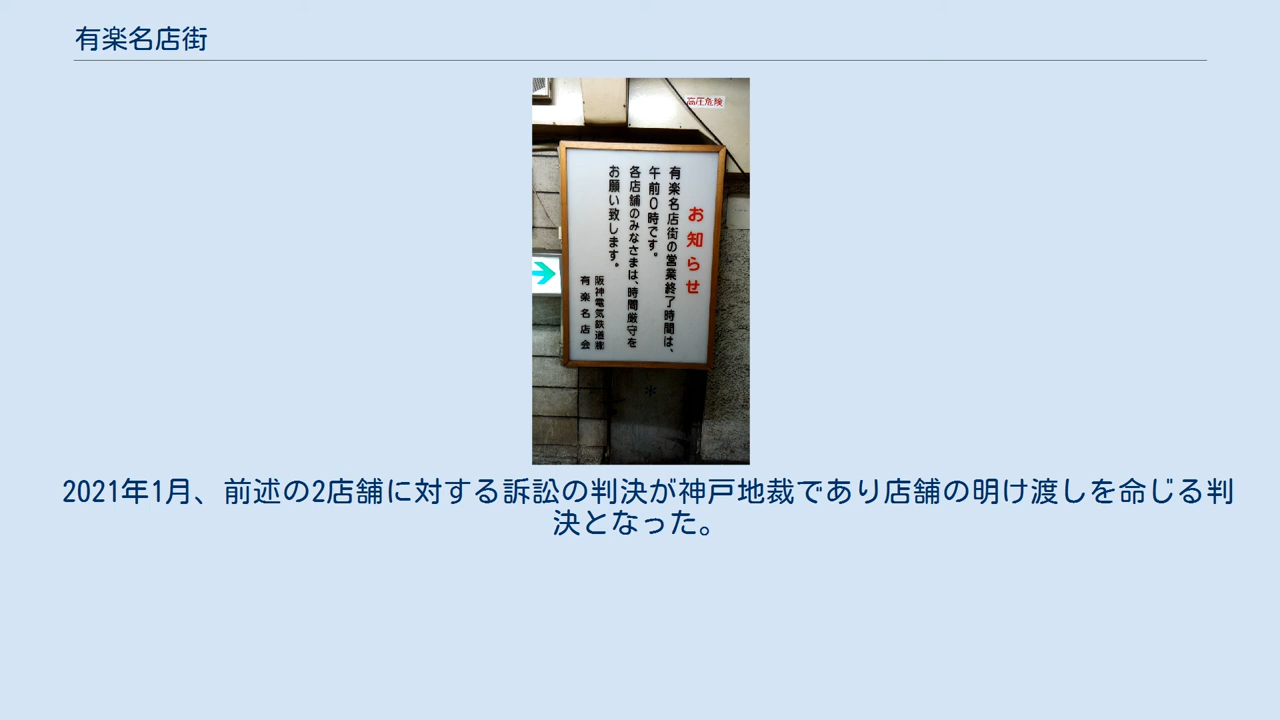 有楽名店街
高圧危険
お知らせ
有楽名店街の営業終了時間は、
午前0時です。
各店舗のみなさまは、時間厳守を
お願い致します。
阪神電気鉄道㈱
有楽名店会
2021年1月、前述の2店舗に対する訴訟の判決が神戸地裁であり店舗の明け渡しを命じる判
決となった。